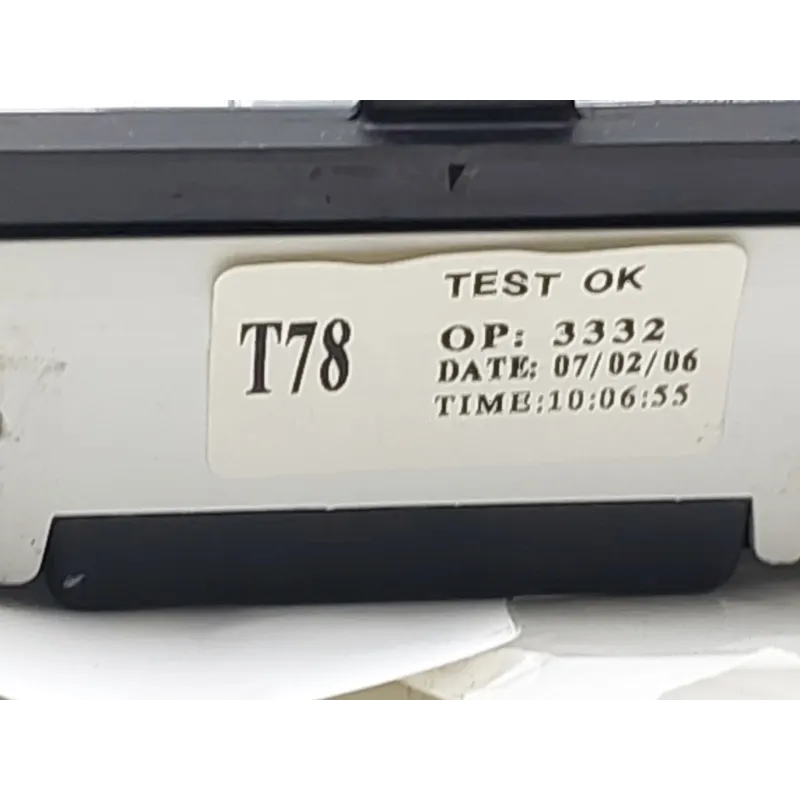 T78
TEST OK
OP: 3332
DATE: 07/02/06
TIME:10:06:55